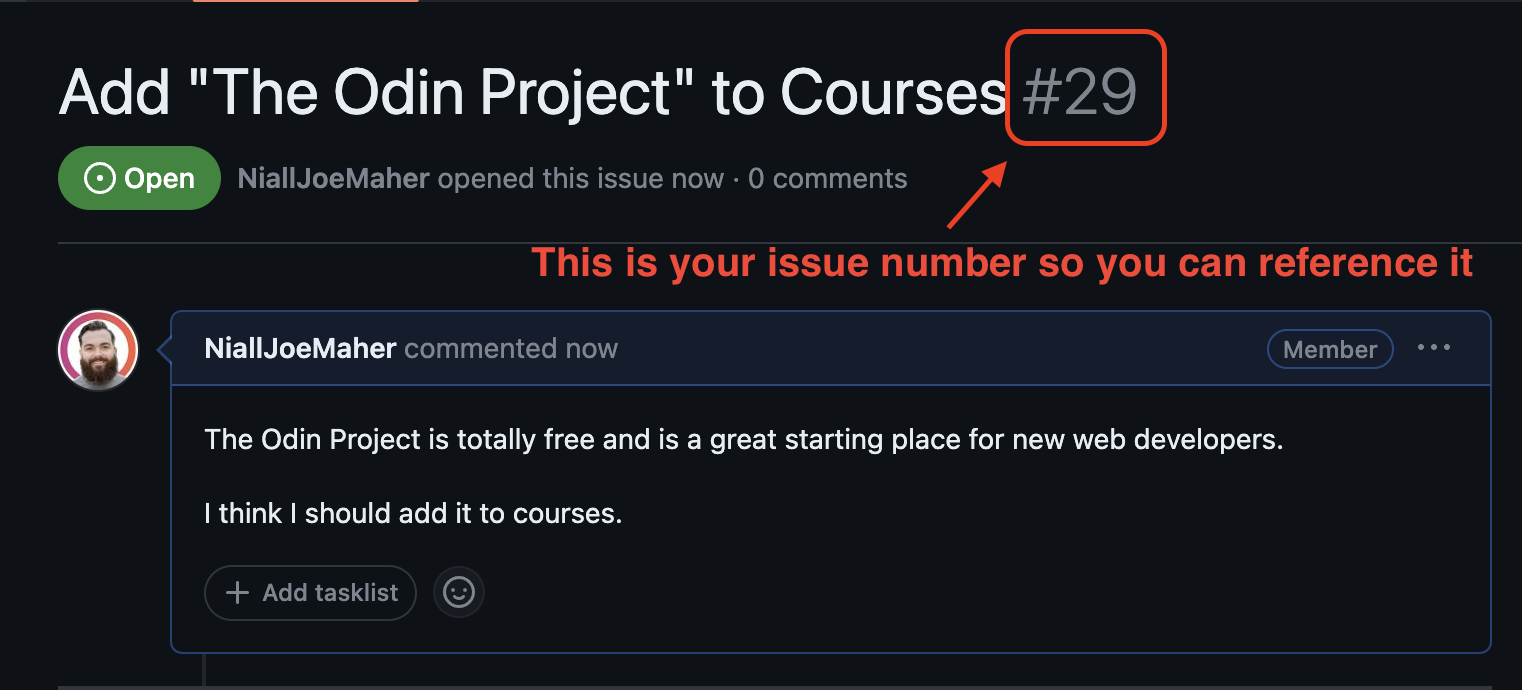 Add "The Odin Project" to Courses #29
Open NiallJoeMaher opened this issue now · 0 comments
This is your issue number so you can reference it
NiallJoeMaher commented now Member ···
The Odin Project is totally free and is a great starting place for new web developers.
I think I should add it to courses.
+ Add tasklist